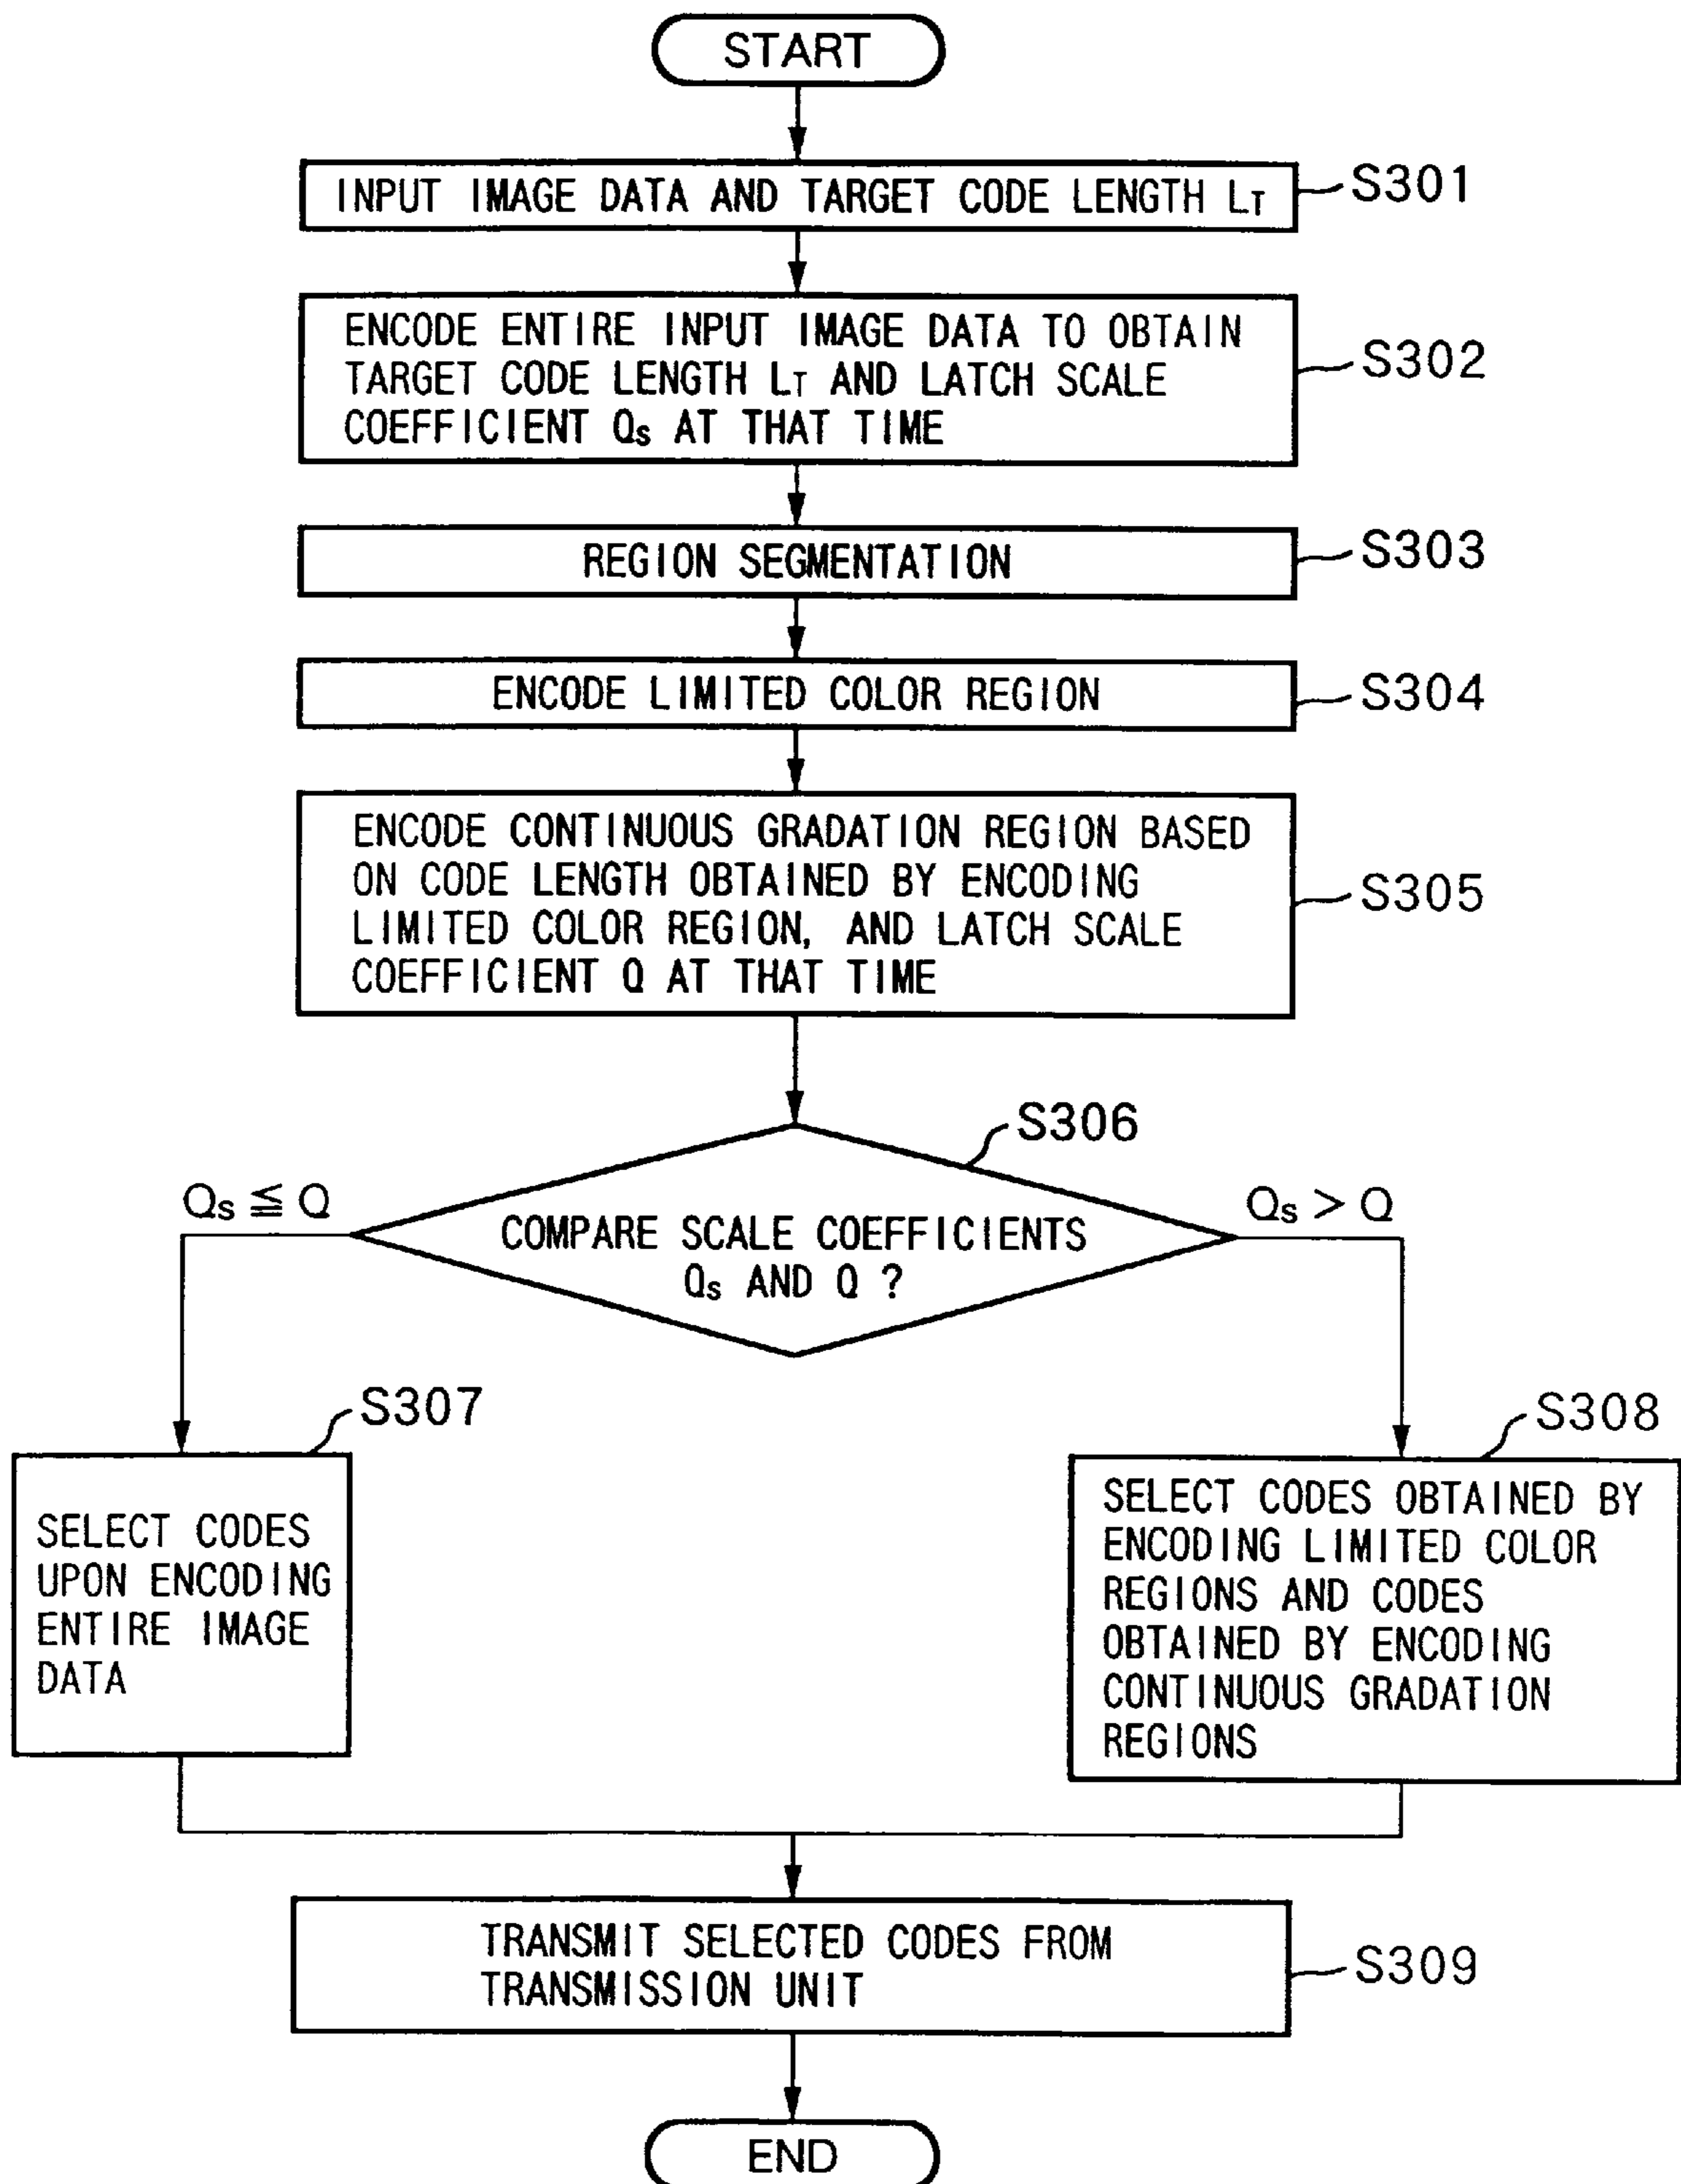 START
INPUT IMAGE DATA AND TARGET CODE LENGTH LT
S301
ENCODE ENTIRE INPUT IMAGE DATA TO OBTAIN
TARGET CODE LENGTH LT AND LATCH SCALE
COEFFICIENT Qs AT THAT TIME
S302
REGION SEGMENTATION
S303
ENCODE LIMITED COLOR REGION
S304
ENCODE CONTINUOUS GRADATION REGION BASED
ON CODE LENGTH OBTAINED BY ENCODING
LIMITED COLOR REGION, AND LATCH SCALE
COEFFICIENT Q AT THAT TIME
S305
S306
COMPARE SCALE COEFFICIENTS
Qs AND Q ?
Qs ≦ Q
Qs > Q
S307
SELECT CODES
UPON ENCODING
ENTIRE IMAGE
DATA
S308
SELECT CODES OBTAINED BY
ENCODING LIMITED COLOR
REGIONS AND CODES
OBTAINED BY ENCODING
CONTINUOUS GRADATION
REGIONS
TRANSMIT SELECTED CODES FROM
TRANSMISSION UNIT
S309
END